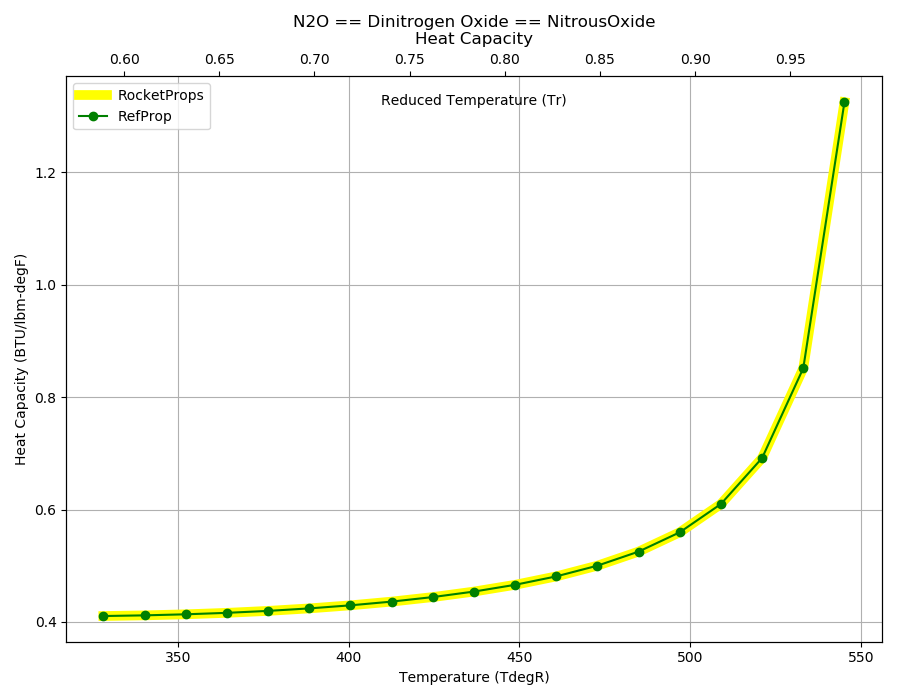 N2O == Dinitrogen Oxide == NitrousOxide
Heat Capacity
0.60 0.65 0.70 0.75 0.80 0.85 0.90 0.95
RocketProps
RefProp
Reduced Temperature (Tr)
Heat Capacity (BTU/lbm-degF)
1.2
1.0
0.8
0.6
0.4
350 400 450 500 550
Temperature (TdegR)